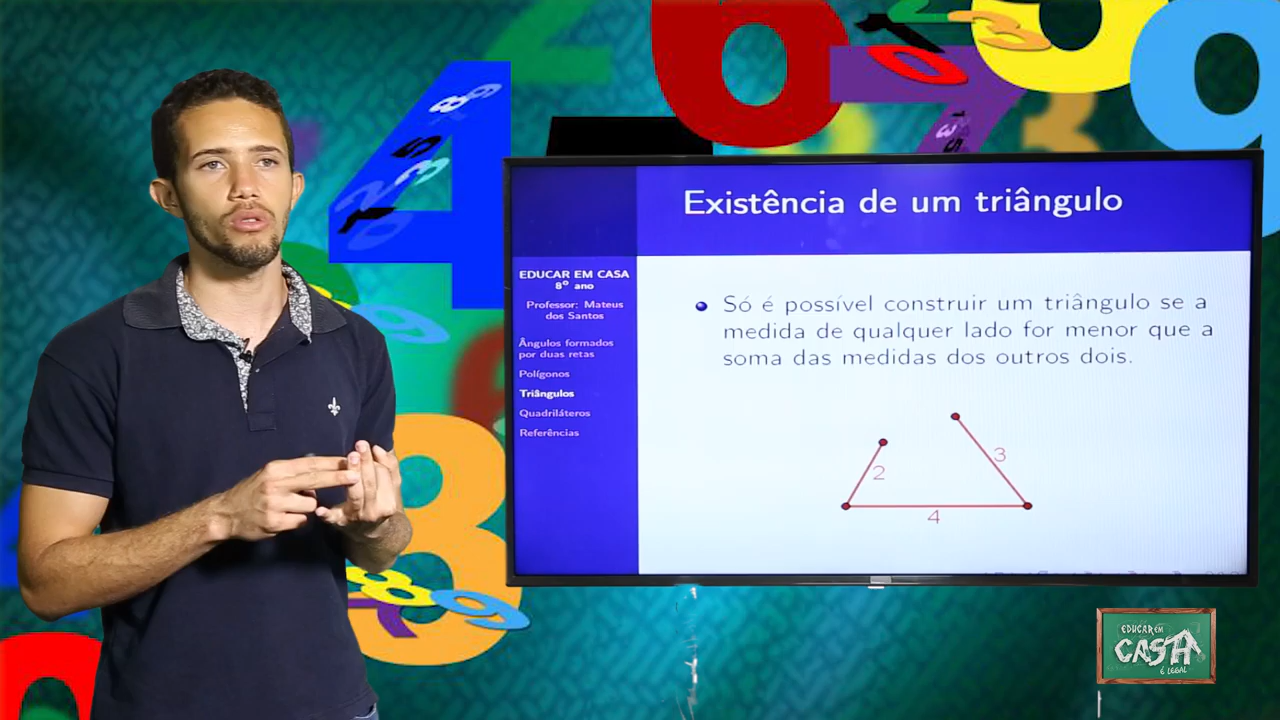 Existência de um triângulo
EDUCAR EM CASA
8º ano
Professor: Mateus
dos Santos
Ângulos formados
por duas retas
Polígonos
Triângulos
Quadriláteros
Referências
Só é possível construir um triângulo se a
medida de qualquer lado for menor que a
soma das medidas dos outros dois.
2
3
4
EDUCAR EM
CASA
É LEGAL